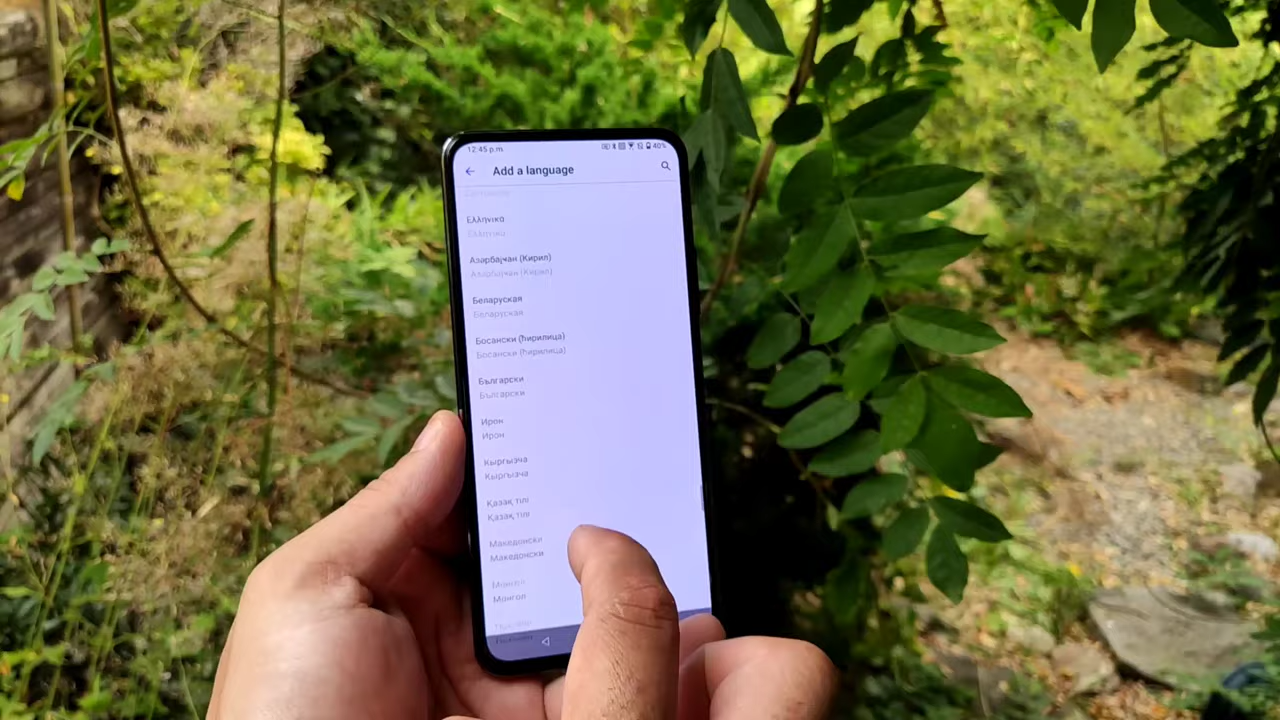 12:45 p.m.
40%
Add a language
Ελληνικά
Ελληνικά
Азәрбајҹан (Кирил)
Азәрбајҹан (Кирил)
Беларуская
Беларуская
Босански (ћирилица)
Босански (ћирилица)
Български
Български
Ирон
Ирон
Кыргызча
Кыргызча
Қазақ тілі
Қазақ тілі
Македонски
Македонски
Монгол
Монгол